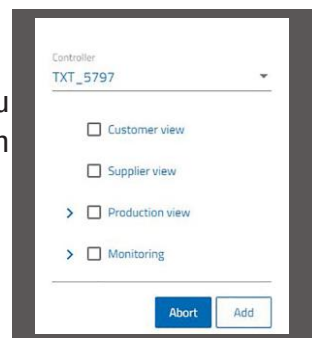 Controller
TXT_5797
u
Customer view
n
Supplier view
Production view
Monitoring
Abort
Add